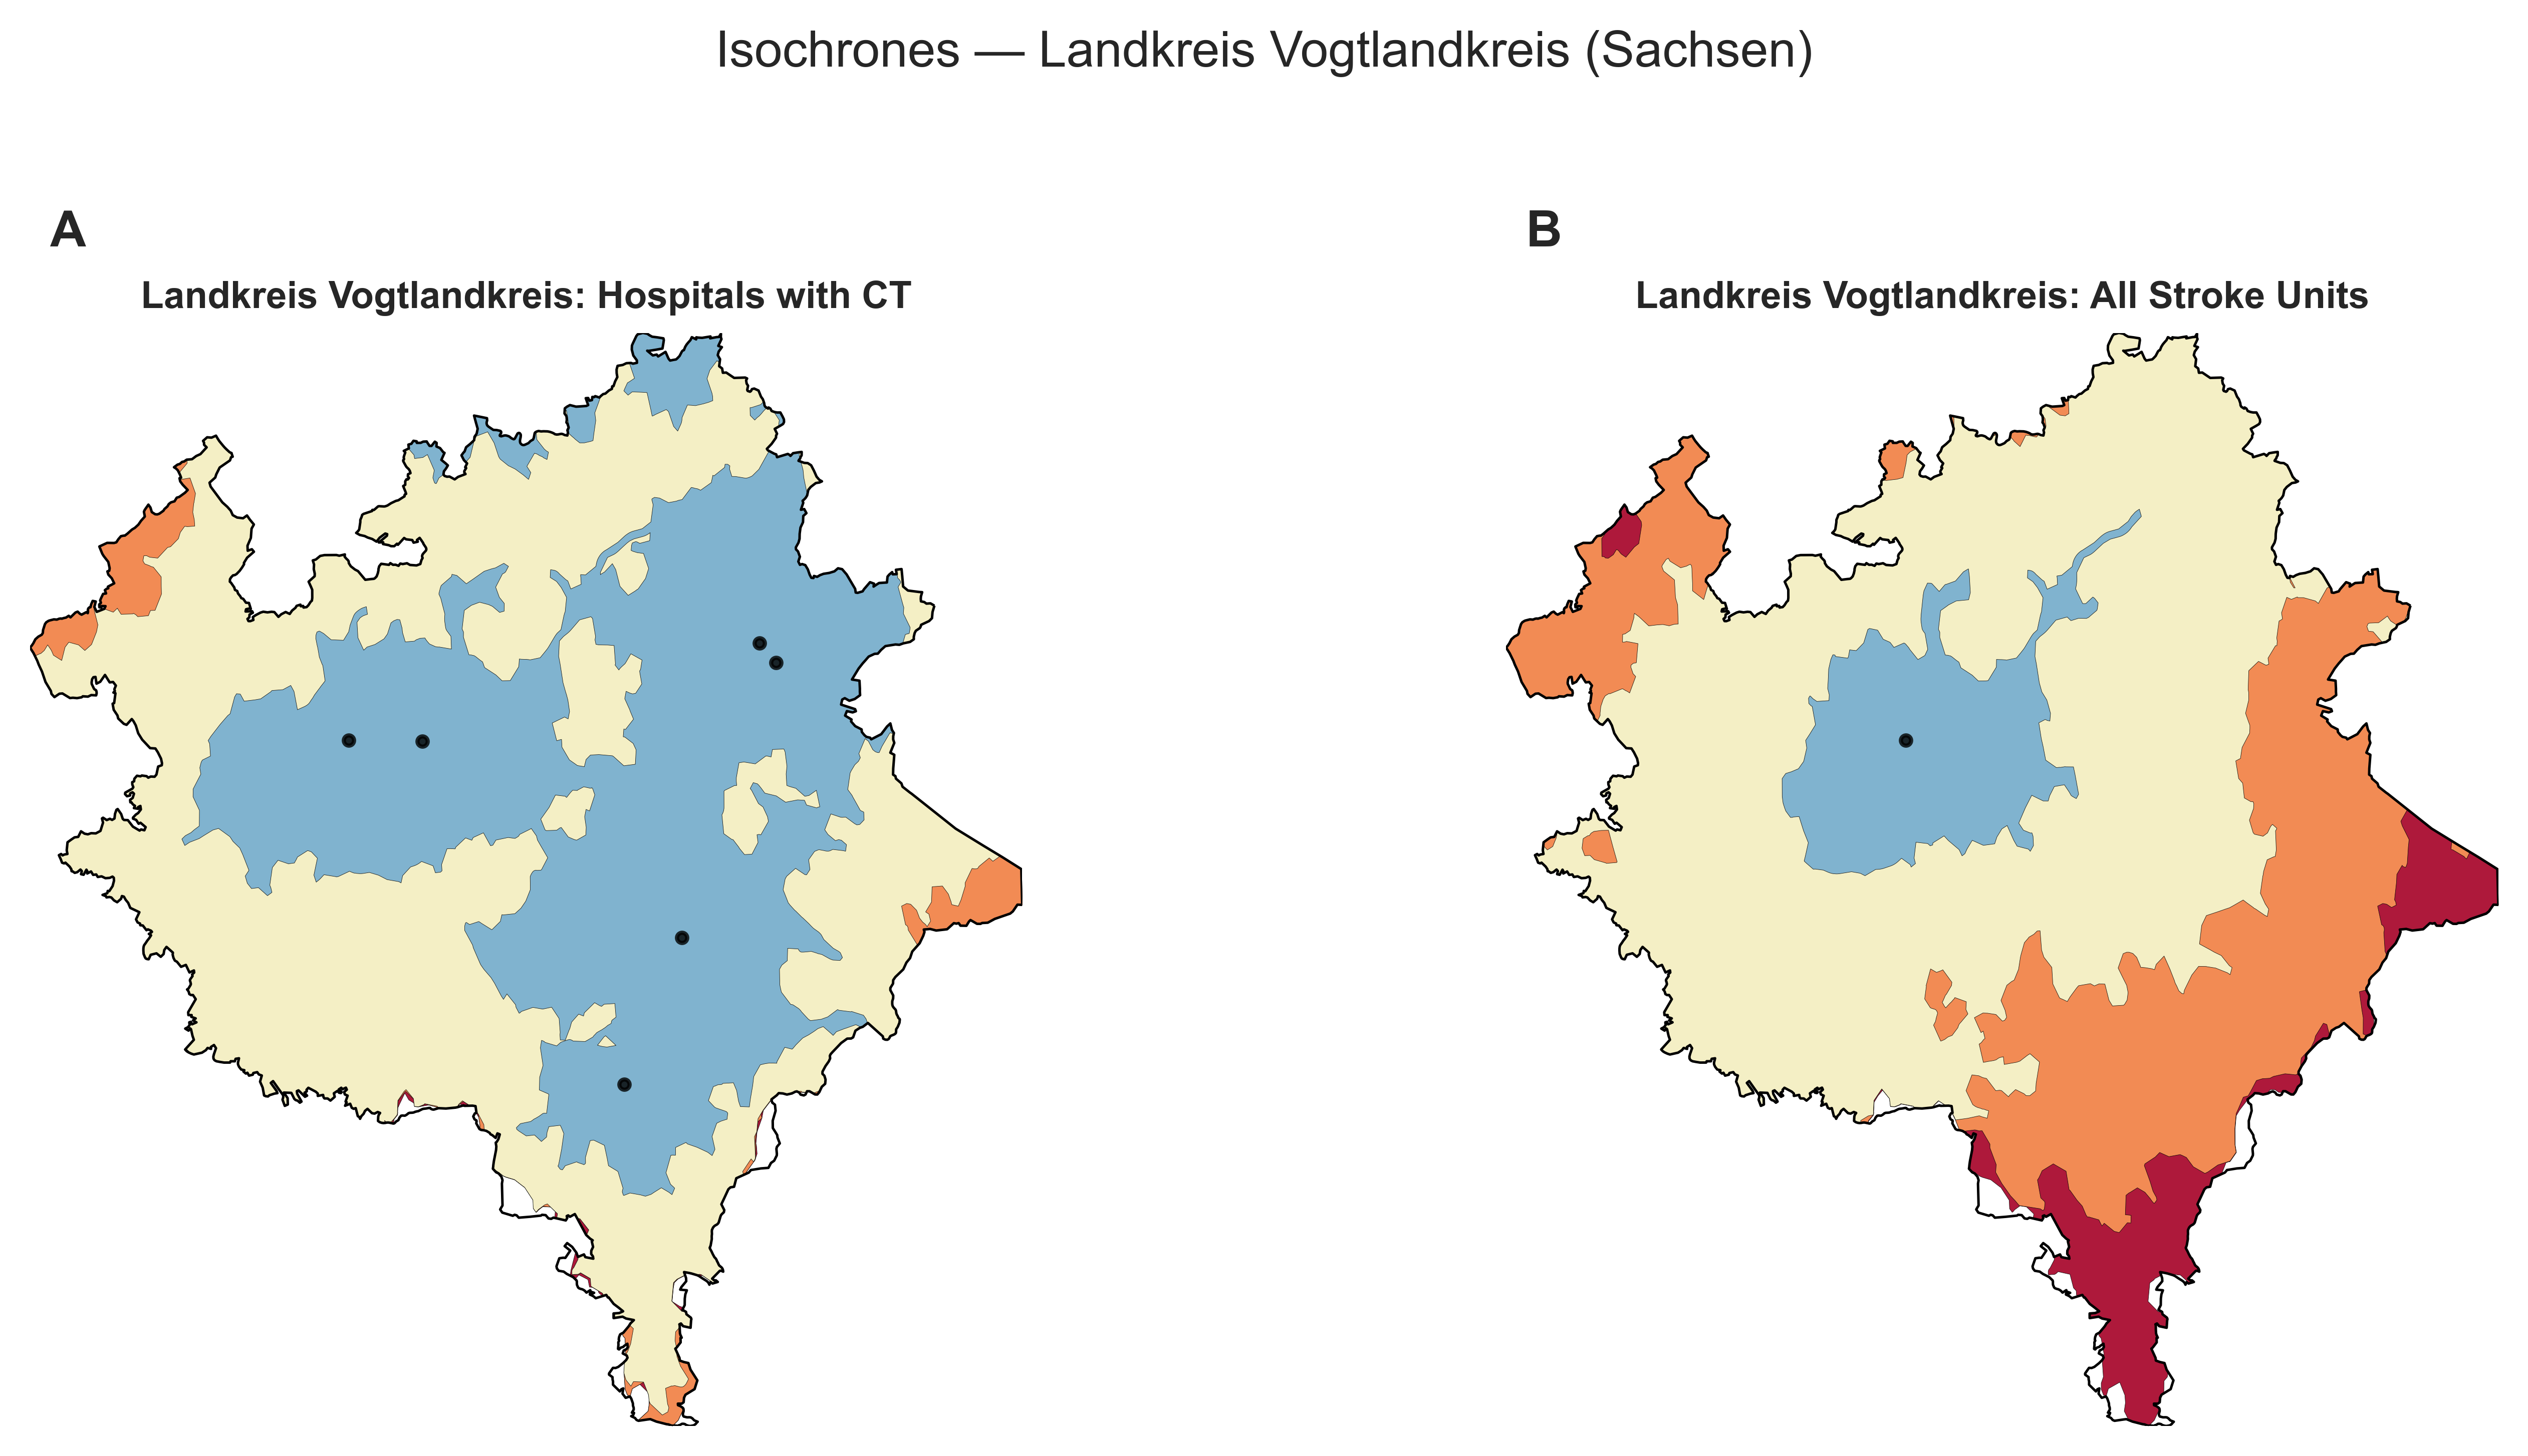 Isochrones — Landkreis Vogtlandkreis (Sachsen)
A
Landkreis Vogtlandkreis: Hospitals with CT
B
Landkreis Vogtlandkreis: All Stroke Units